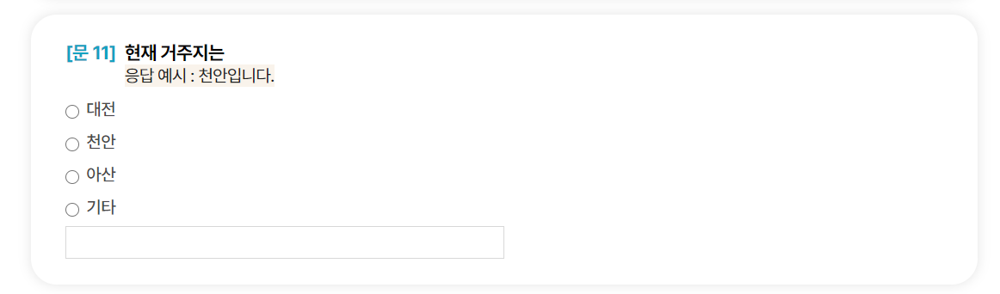 [문 11] 현재 거주지는
응답 예시 : 천안입니다.
대전
천안
아산
기타